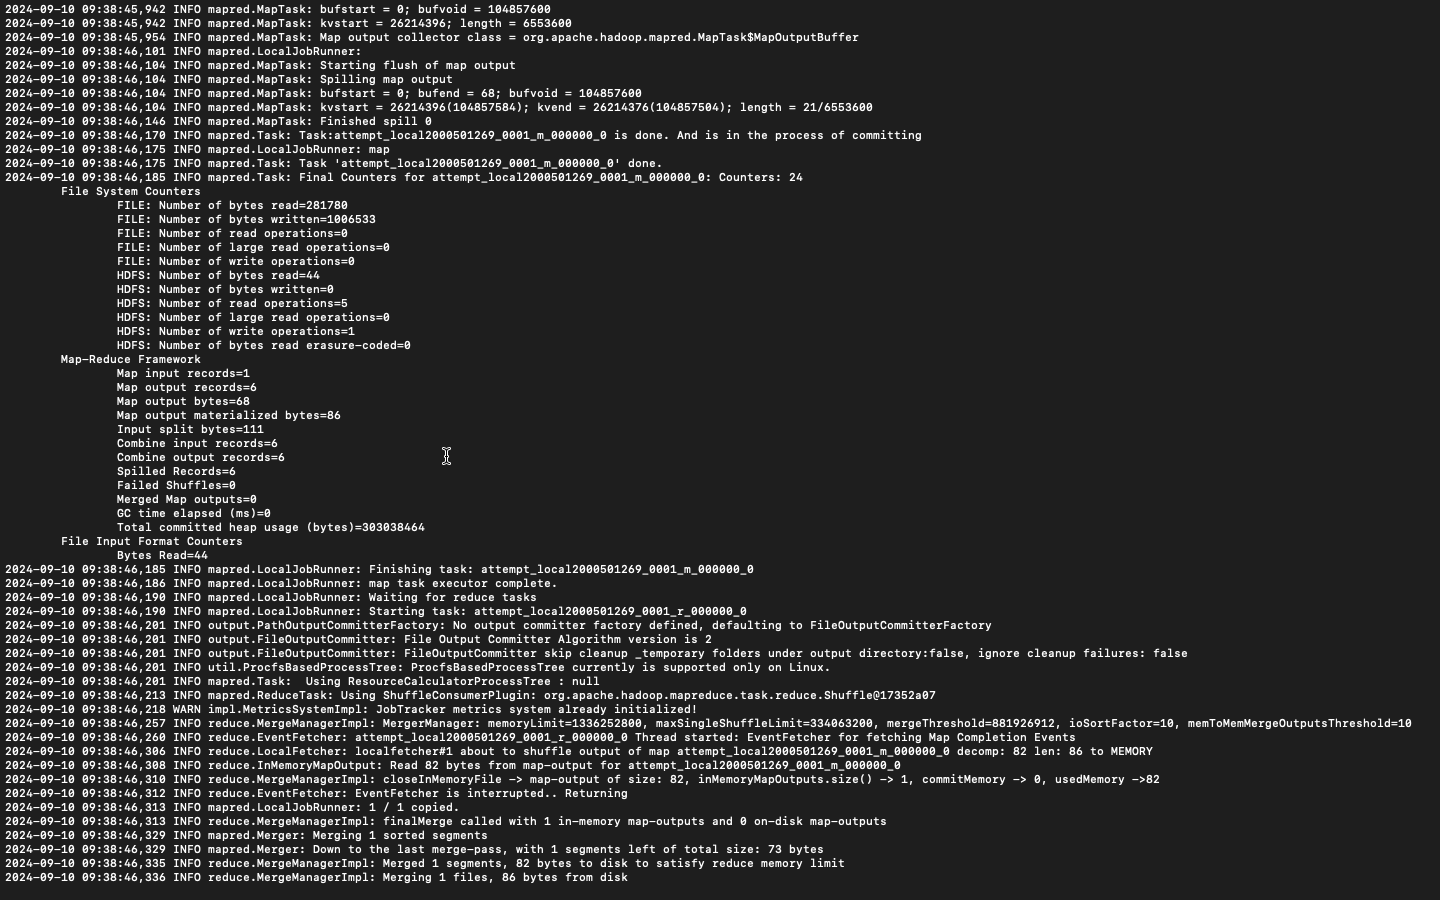 2024-09-10 09:38:45,942 INFO mapred.MapTask: bufstart = 0; bufvoid = 104857600
2024-09-10 09:38:45,942 INFO mapred.MapTask: kvstart = 26214396; length = 6553600
2024-09-10 09:38:45,954 INFO mapred.MapTask: Map output collector class = org.apache.hadoop.mapred.MapTask$MapOutputBuffer
2024-09-10 09:38:46,101 INFO mapred.LocalJobRunner:
2024-09-10 09:38:46,104 INFO mapred.MapTask: Starting flush of map output
2024-09-10 09:38:46,104 INFO mapred.MapTask: Spilling map output
2024-09-10 09:38:46,104 INFO mapred.MapTask: bufstart = 0; bufend = 68; bufvoid = 104857600
2024-09-10 09:38:46,104 INFO mapred.MapTask: kvstart = 26214396(104857584); kvend = 26214376(104857504); length = 21/6553600
2024-09-10 09:38:46,146 INFO mapred.MapTask: Finished spill 0
2024-09-10 09:38:46,170 INFO mapred.Task: Task:attempt_local2000501269_0001_m_000000_0 is done. And is in the process of committing
2024-09-10 09:38:46,175 INFO mapred.LocalJobRunner: map
2024-09-10 09:38:46,175 INFO mapred.Task: Task 'attempt_local2000501269_0001_m_000000_0' done.
2024-09-10 09:38:46,185 INFO mapred.Task: Final Counters for attempt_local2000501269_0001_m_000000_0: Counters: 24
File System Counters
FILE: Number of bytes read=281780
FILE: Number of bytes written=1006533
FILE: Number of read operations=0
FILE: Number of large read operations=0
FILE: Number of write operations=0
HDFS: Number of bytes read=44
HDFS: Number of bytes written=0
HDFS: Number of read operations=5
HDFS: Number of large read operations=0
HDFS: Number of write operations=1
HDFS: Number of bytes read erasure-coded=0
Map-Reduce Framework
Map input records=1
Map output records=6
Map output bytes=68
Map output materialized bytes=86
Input split bytes=111
Combine input records=6
Combine output records=6
Spilled Records=6
Failed Shuffles=0
Merged Map outputs=0
GC time elapsed (ms)=0
Total committed heap usage (bytes)=303038464
File Input Format Counters
Bytes Read=44
2024-09-10 09:38:46,185 INFO mapred.LocalJobRunner: Finishing task: attempt_local2000501269_0001_m_000000_0
2024-09-10 09:38:46,186 INFO mapred.LocalJobRunner: map task executor complete.
2024-09-10 09:38:46,190 INFO mapred.LocalJobRunner: Waiting for reduce tasks
2024-09-10 09:38:46,190 INFO mapred.LocalJobRunner: Starting task: attempt_local2000501269_0001_r_000000_0
2024-09-10 09:38:46,201 INFO output.PathOutputCommitterFactory: No output committer factory defined, defaulting to FileOutputCommitterFactory
2024-09-10 09:38:46,201 INFO output.FileOutputCommitter: File Output Committer Algorithm version is 2
2024-09-10 09:38:46,201 INFO output.FileOutputCommitter: FileOutputCommitter skip cleanup _temporary folders under output directory:false, ignore cleanup failures: false
2024-09-10 09:38:46,201 INFO util.ProcfsBasedProcessTree: ProcfsBasedProcessTree currently is supported only on Linux.
2024-09-10 09:38:46,201 INFO mapred.Task:  Using ResourceCalculatorProcessTree : null
2024-09-10 09:38:46,213 INFO mapred.ReduceTask: Using ShuffleConsumerPlugin: org.apache.hadoop.mapreduce.task.reduce.Shuffle@17352a07
2024-09-10 09:38:46,218 WARN impl.MetricsSystemImpl: JobTracker metrics system already initialized!
2024-09-10 09:38:46,257 INFO reduce.MergeManagerImpl: MergerManager: memoryLimit=1336252800, maxSingleShuffleLimit=334063200, mergeThreshold=881926912, ioSortFactor=10, memToMemMergeOutputsThreshold=10
2024-09-10 09:38:46,260 INFO reduce.EventFetcher: attempt_local2000501269_0001_r_000000_0 Thread started: EventFetcher for fetching Map Completion Events
2024-09-10 09:38:46,306 INFO reduce.LocalFetcher: localfetcher#1 about to shuffle output of map attempt_local2000501269_0001_m_000000_0 decomp: 82 len: 86 to MEMORY
2024-09-10 09:38:46,308 INFO reduce.InMemoryMapOutput: Read 82 bytes from map-output for attempt_local2000501269_0001_m_000000_0
2024-09-10 09:38:46,310 INFO reduce.MergeManagerImpl: closeInMemoryFile -> map-output of size: 82, inMemoryMapOutputs.size() -> 1, commitMemory -> 0, usedMemory ->82
2024-09-10 09:38:46,312 INFO reduce.EventFetcher: EventFetcher is interrupted.. Returning
2024-09-10 09:38:46,313 INFO mapred.LocalJobRunner: 1 / 1 copied.
2024-09-10 09:38:46,313 INFO reduce.MergeManagerImpl: finalMerge called with 1 in-memory map-outputs and 0 on-disk map-outputs
2024-09-10 09:38:46,329 INFO mapred.Merger: Merging 1 sorted segments
2024-09-10 09:38:46,329 INFO mapred.Merger: Down to the last merge-pass, with 1 segments left of total size: 73 bytes
2024-09-10 09:38:46,335 INFO reduce.MergeManagerImpl: Merged 1 segments, 82 bytes to disk to satisfy reduce memory limit
2024-09-10 09:38:46,336 INFO reduce.MergeManagerImpl: Merging 1 files, 86 bytes from disk